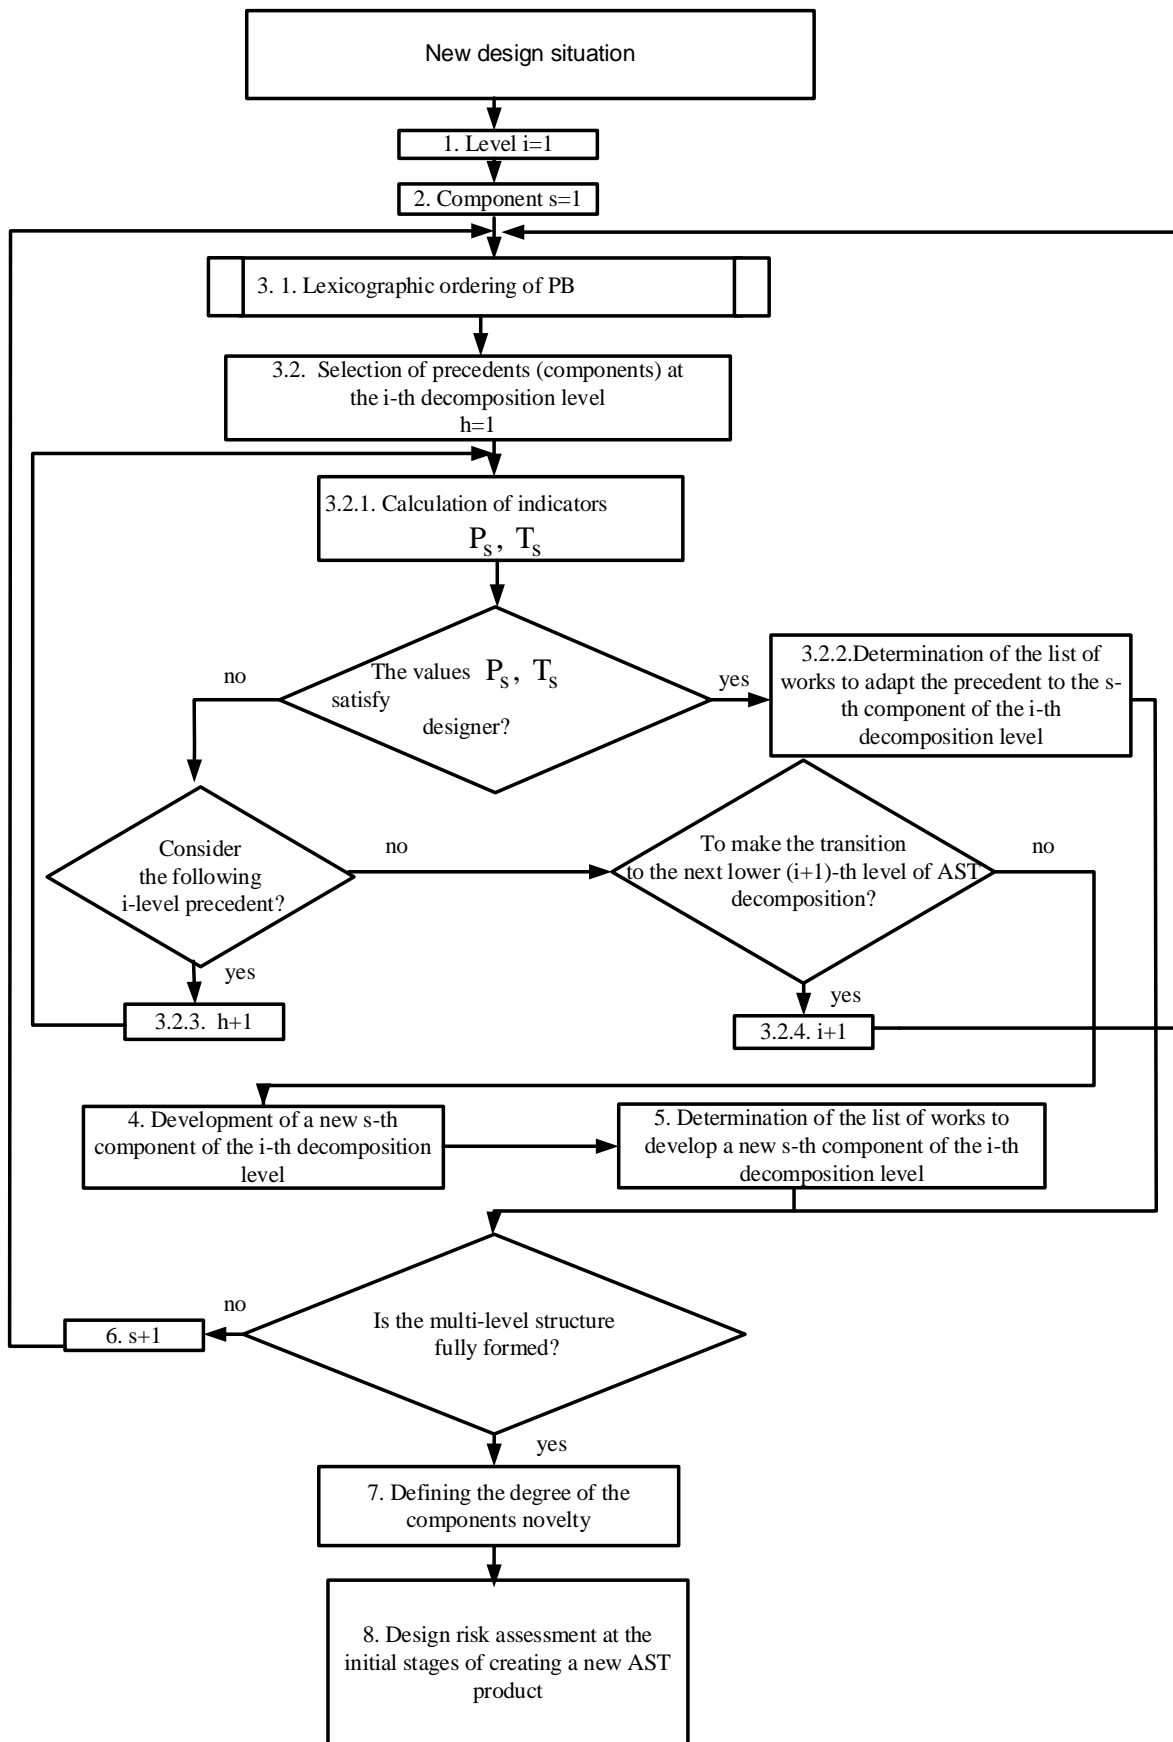 New design situation
1. Level i=1
2. Component s=1
3. 1. Lexicographic ordering of PB
3.2. Selection of precedents (components) at
the i-th decomposition level
h=1
3.2.1. Calculation of indicators
Ps, Ts
no
The values Ps, Ts
satisfy
designer?
yes
3.2.2.Determination of the list of
works to adapt the precedent to the s-
th component of the i-th
decomposition level
Consider
the following
i-level precedent?
no
To make the transition
to the next lower (i+1)-th level of AST
decomposition?
no
yes
3.2.3. h+1
yes
3.2.4. i+1
4. Development of a new s-th
component of the i-th decomposition
level
5. Determination of the list of works to
develop a new s-th component of the i-th
decomposition level
Is the multi-level structure
fully formed?
no
6. s+1
yes
7. Defining the degree of the
components novelty
8. Design risk assessment at the
initial stages of creating a new AST
product